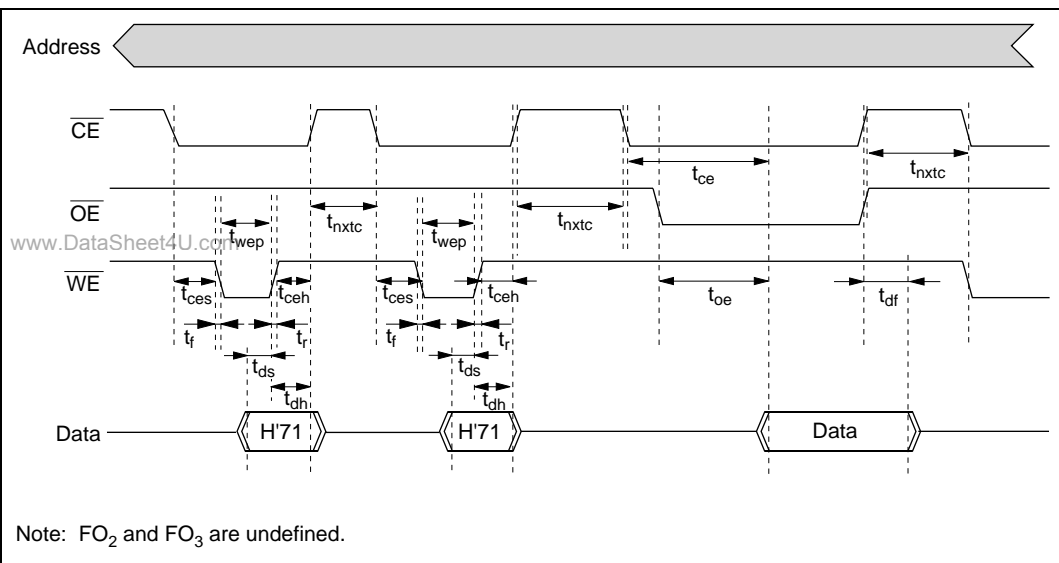 Address
CE
t_ce
t_nxtc
OE
t_wep
t_nxtc
t_wep
t_nxtc
www.DataSheet4U.com
WE
t_ces
t_ceh
t_ces
t_ceh
t_oe
t_df
t_f
t_r
t_f
t_r
t_ds
t_ds
t_dh
t_dh
Data
H'71
H'71
Data
Note: FO₂ and FO₃ are undefined.